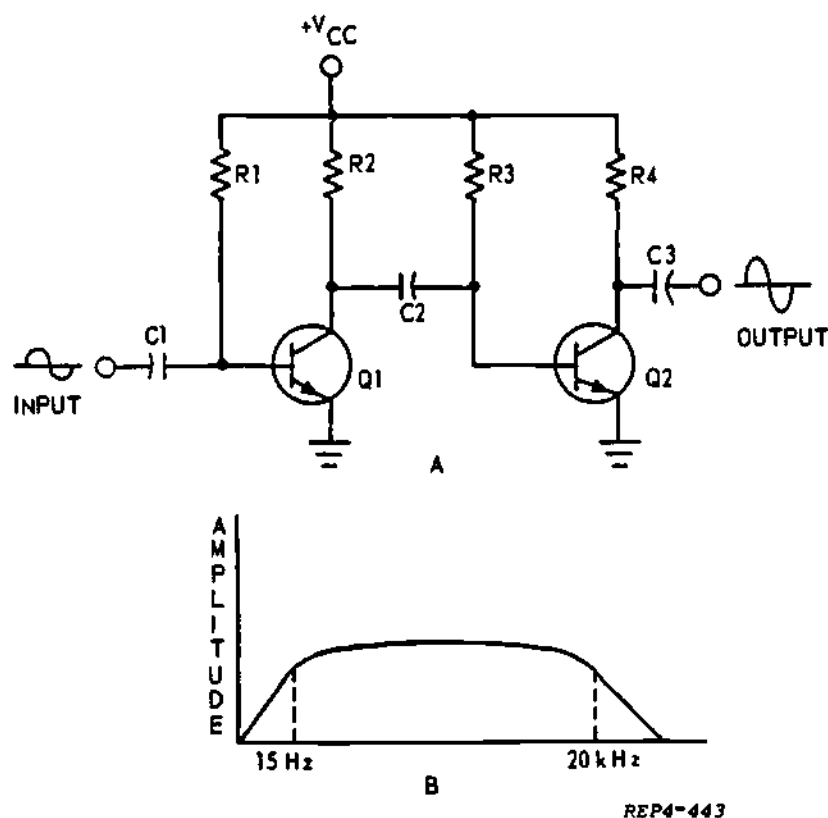 +VCC
R1
R2
R3
R4
C1
C2
C3
INPUT
OUTPUT
Q1
Q2
A
AMPLITUDE
15 Hz
20 kHz
B
REP4-443